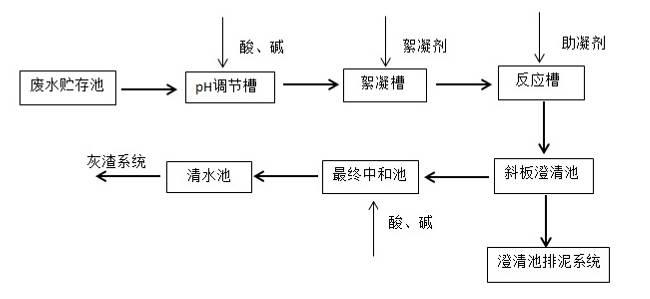 酸、碱
絮凝剂
助凝剂
废水贮存池
pH调节槽
絮凝槽
反应槽
灰渣系统
清水池
最终中和池
斜板澄清池
酸、碱
澄清池排泥系统